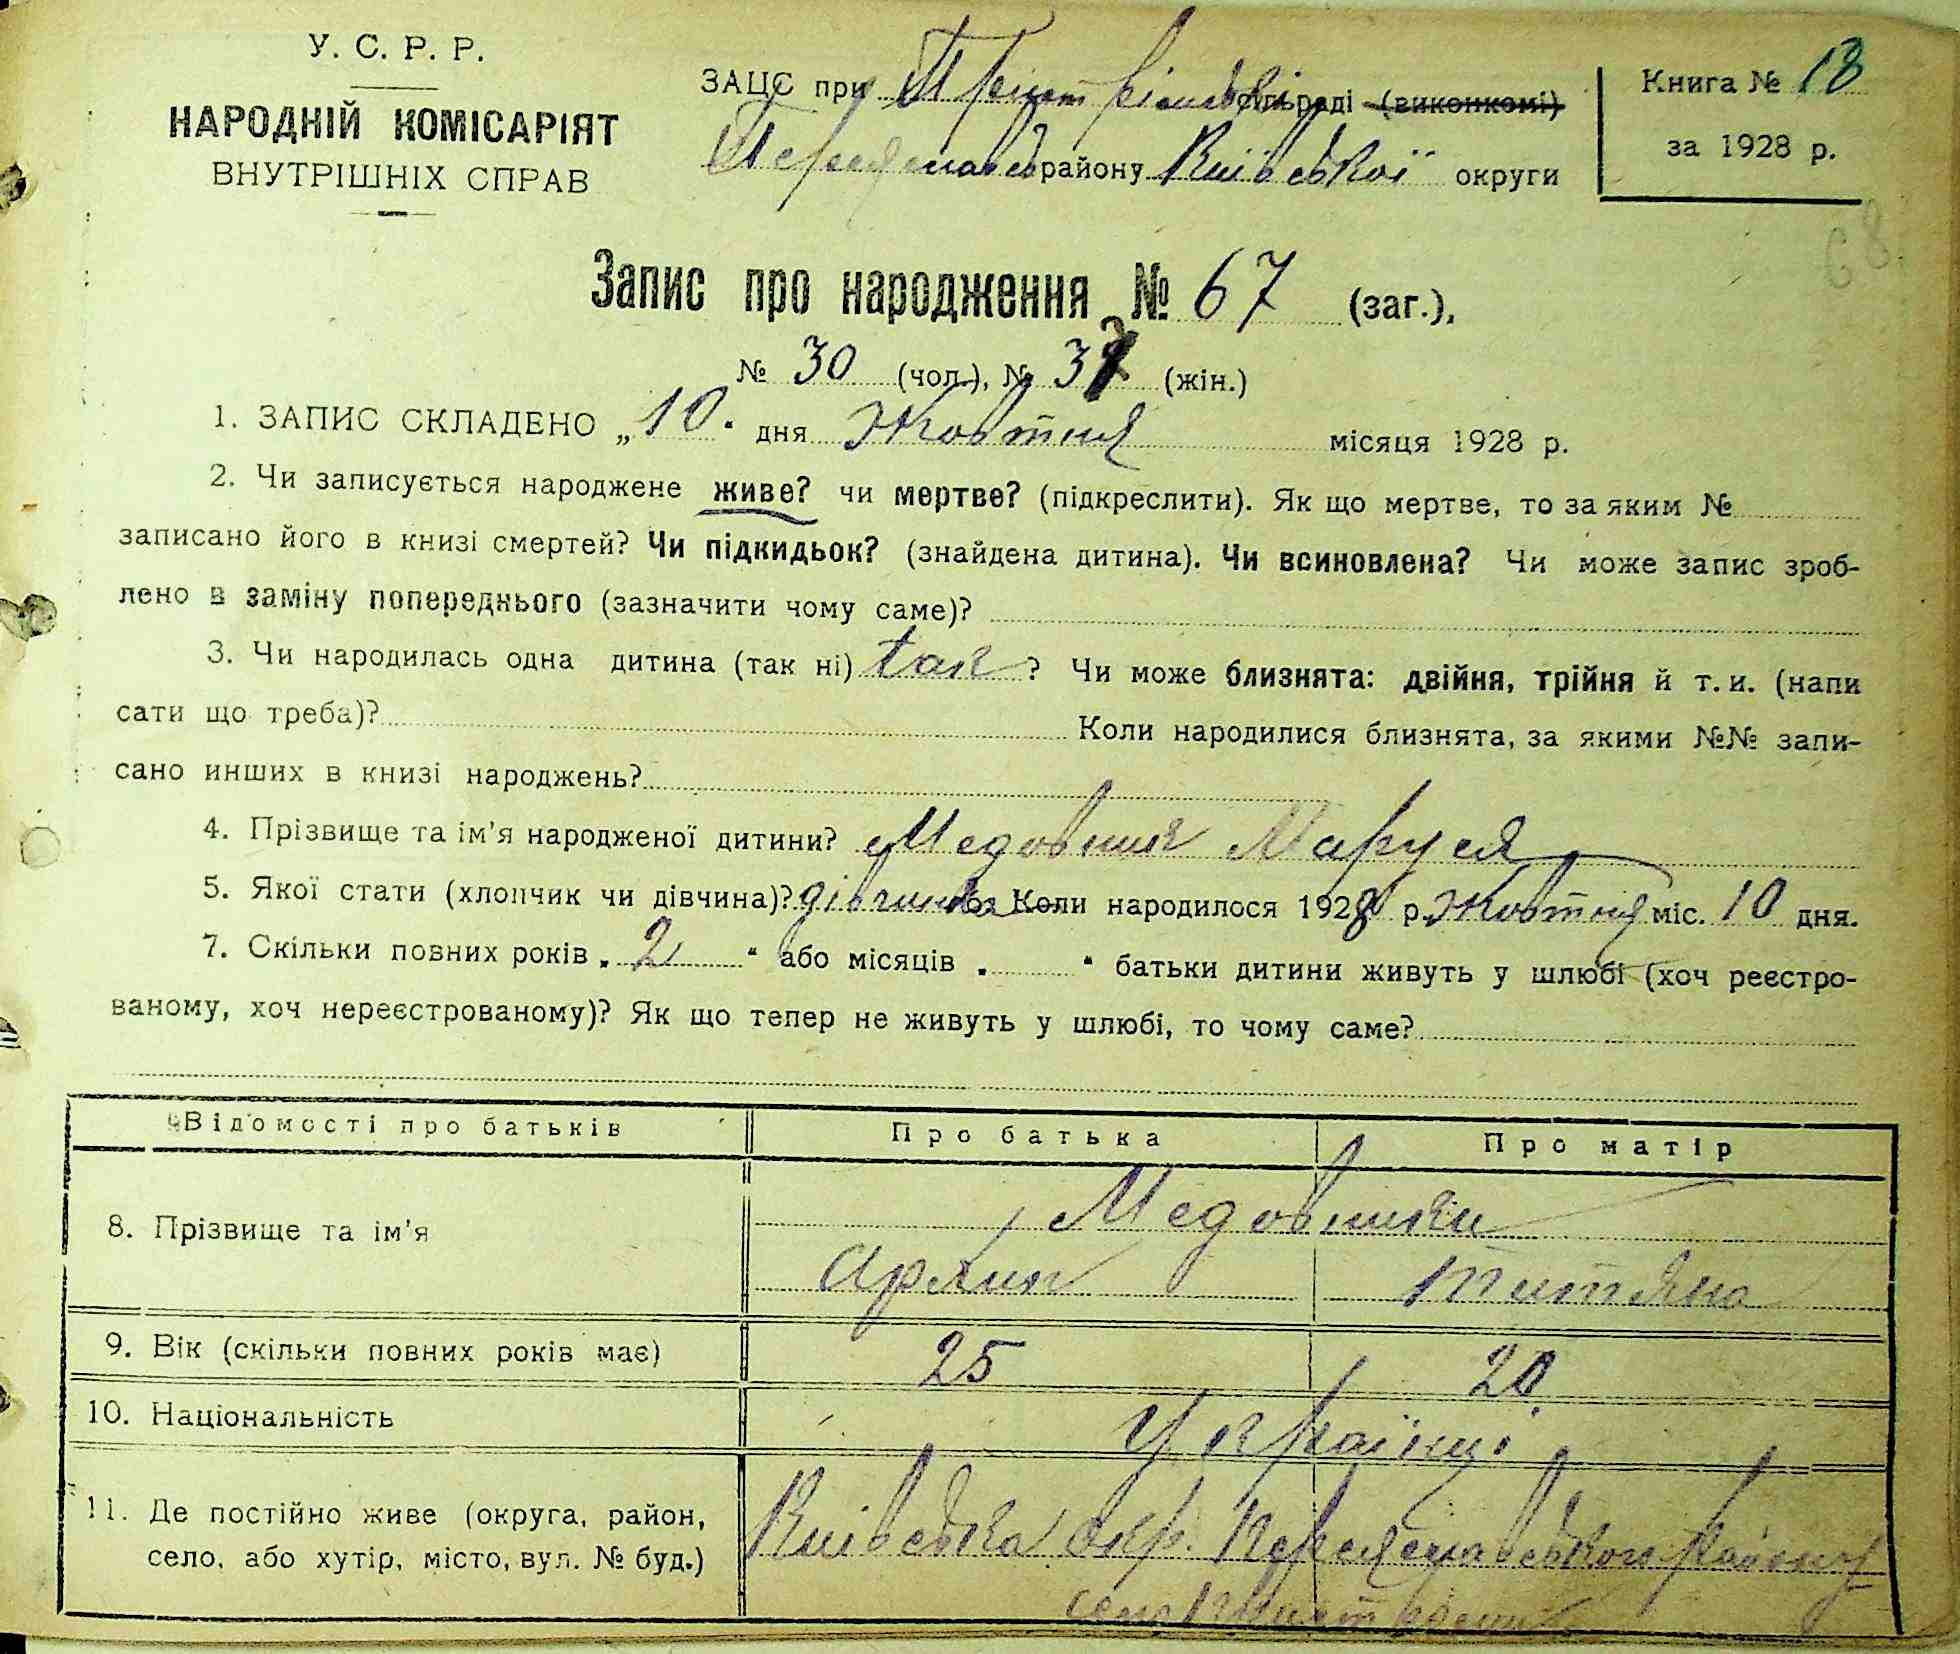 У. С. Р. Р.
НАРОДНІЙ КОМІСАРІЯТ
ВНУТРІШНІХ СПРАВ
ЗАЦС при сільраді (виконкомі)
району Київської округи
Книга № 18
за 1928 р.
68
Запис про народження № 67 (заг.),
№ 30 (чол.), № 37 (жін.)
1. ЗАПИС СКЛАДЕНО „10" дня Жовтня місяця 1928 р.
2. Чи записується народжене живе? чи мертве? (підкреслити). Як що мертве, то за яким №
записано його в книзі смертей? Чи підкидьок? (знайдена дитина). Чи всиновлена? Чи може запис зроб-
лено в заміну попереднього (зазначити чому саме)?
3. Чи народилась одна дитина (так ні) так? Чи може близнята: двійня, трійня й т. и. (напи
сати що треба)? Коли народилися близнята, за якими №№ запи-
сано инших в книзі народжень?
4. Прізвище та ім'я народженої дитини? Медовник Маруся
5. Якої стати (хлопчик чи дівчина)? дівчинка 6. Коли народилося 1928 р. Жовтня міс. 10 дня.
7. Скільки повних років „2" або місяців „ " батьки дитини живуть у шлюбі (хоч реєстро-
ваному, хоч нереєстрованому)? Як що тепер не живуть у шлюбі, то чому саме?
Відомості про батьків Про батька Про матір
8. Прізвище та ім'я Медовники
Архип Титяна
9. Вік (скільки повних років має) 25 20
10. Національність Українці
11. Де постійно живе (округа, район,
село, або хутір, місто, вул. № буд.)
Київська окр. Переяславського району
село